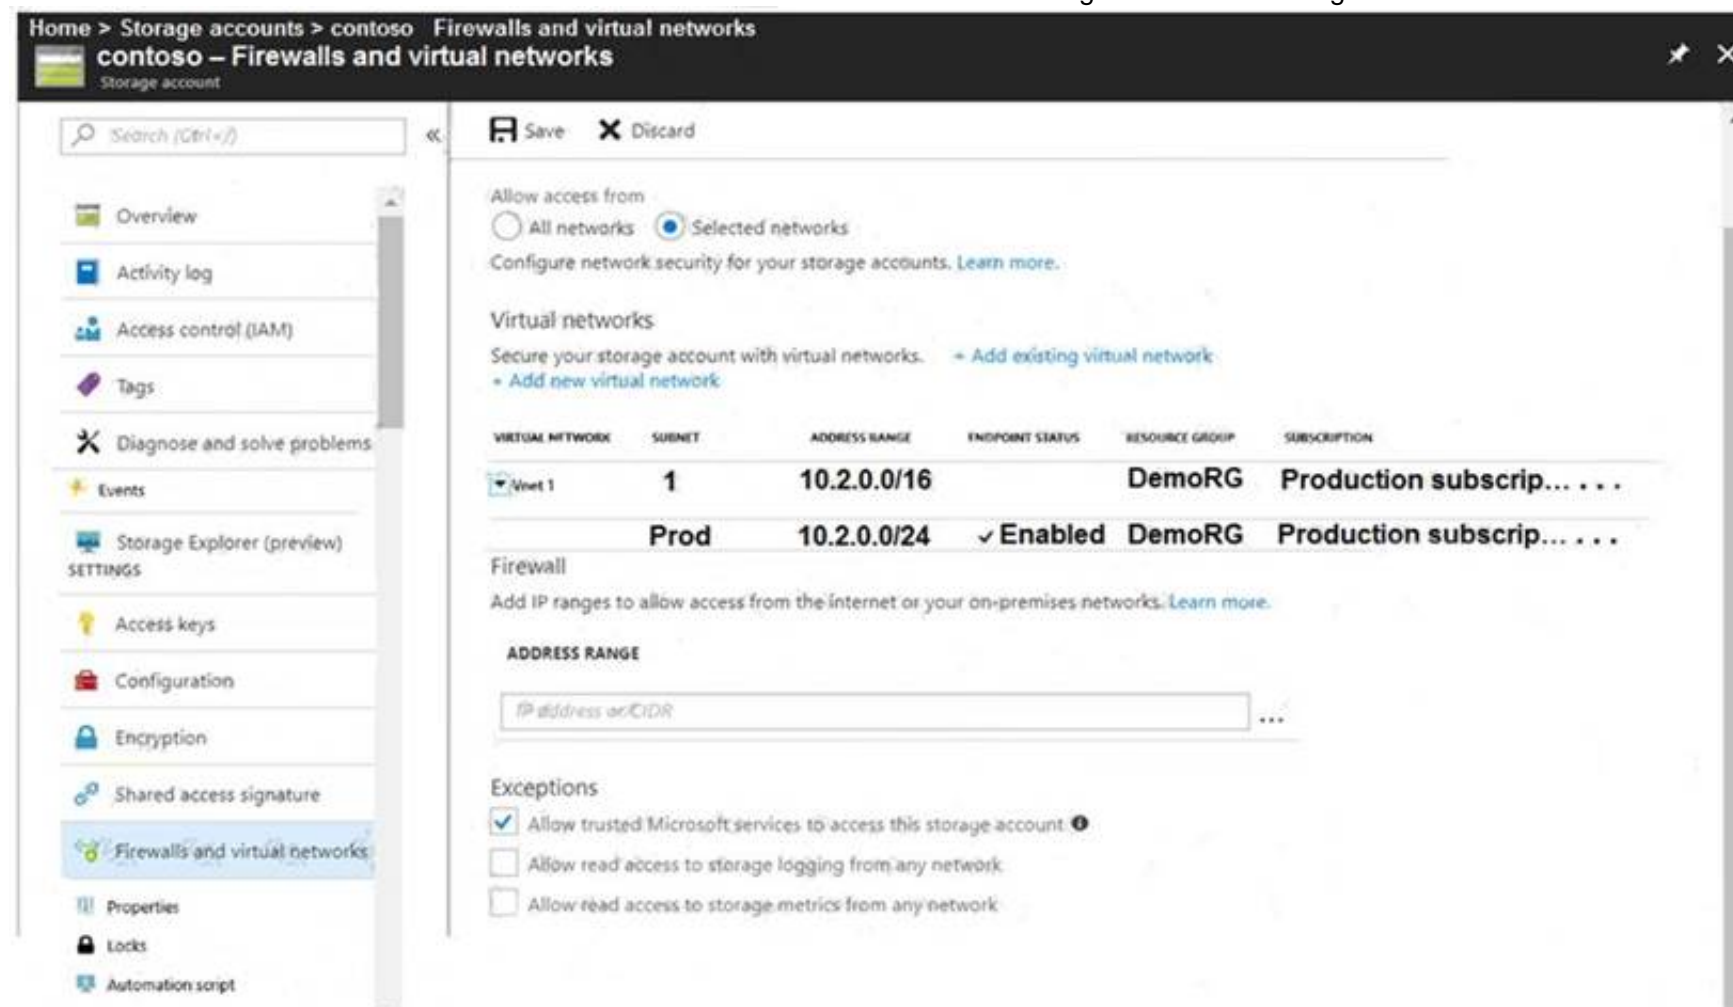 Home > Storage accounts > contoso Firewalls and virtual networks
contoso – Firewalls and virtual networks
Storage account
Search (Ctrl+/)
«
Save
Discard
Overview
Activity log
Access control (IAM)
Tags
Diagnose and solve problems
Events
Storage Explorer (preview)
SETTINGS
Access keys
Configuration
Encryption
Shared access signature
Firewalls and virtual networks
Properties
Locks
Automation script
Allow access from
All networks Selected networks
Configure network security for your storage accounts. Learn more.
Virtual networks
Secure your storage account with virtual networks. + Add existing virtual network
+ Add new virtual network
VIRTUAL NETWORK SUBNET ADDRESS RANGE ENDPOINT STATUS RESOURCE GROUP SUBSCRIPTION
Vnet 1 1 10.2.0.0/16 DemoRG Production subscrip... ...
Prod 10.2.0.0/24 ✓ Enabled DemoRG Production subscrip... ...
Firewall
Add IP ranges to allow access from the internet or your on-premises networks. Learn more.
ADDRESS RANGE
IP address or CIDR
...
Exceptions
Allow trusted Microsoft services to access this storage account
Allow read access to storage logging from any network
Allow read access to storage metrics from any network